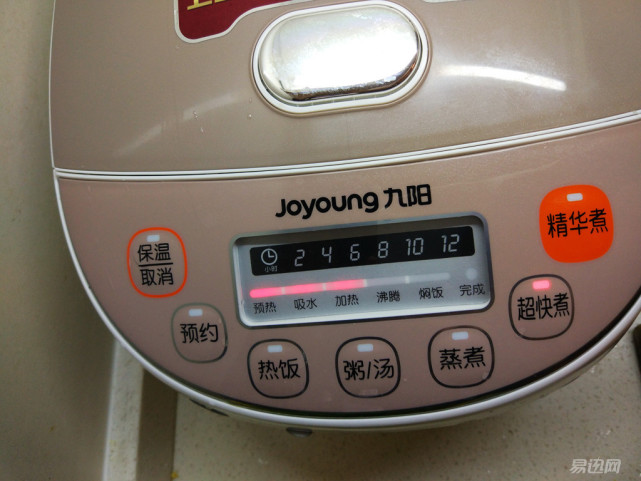 Joyoung 九阳
精华煮
保温
取消
小时 2 4 6 8 10 12
预热 吸水 加热 沸腾 焖饭 完成
预约
超快煮
热饭
粥/汤
蒸煮
易迅网